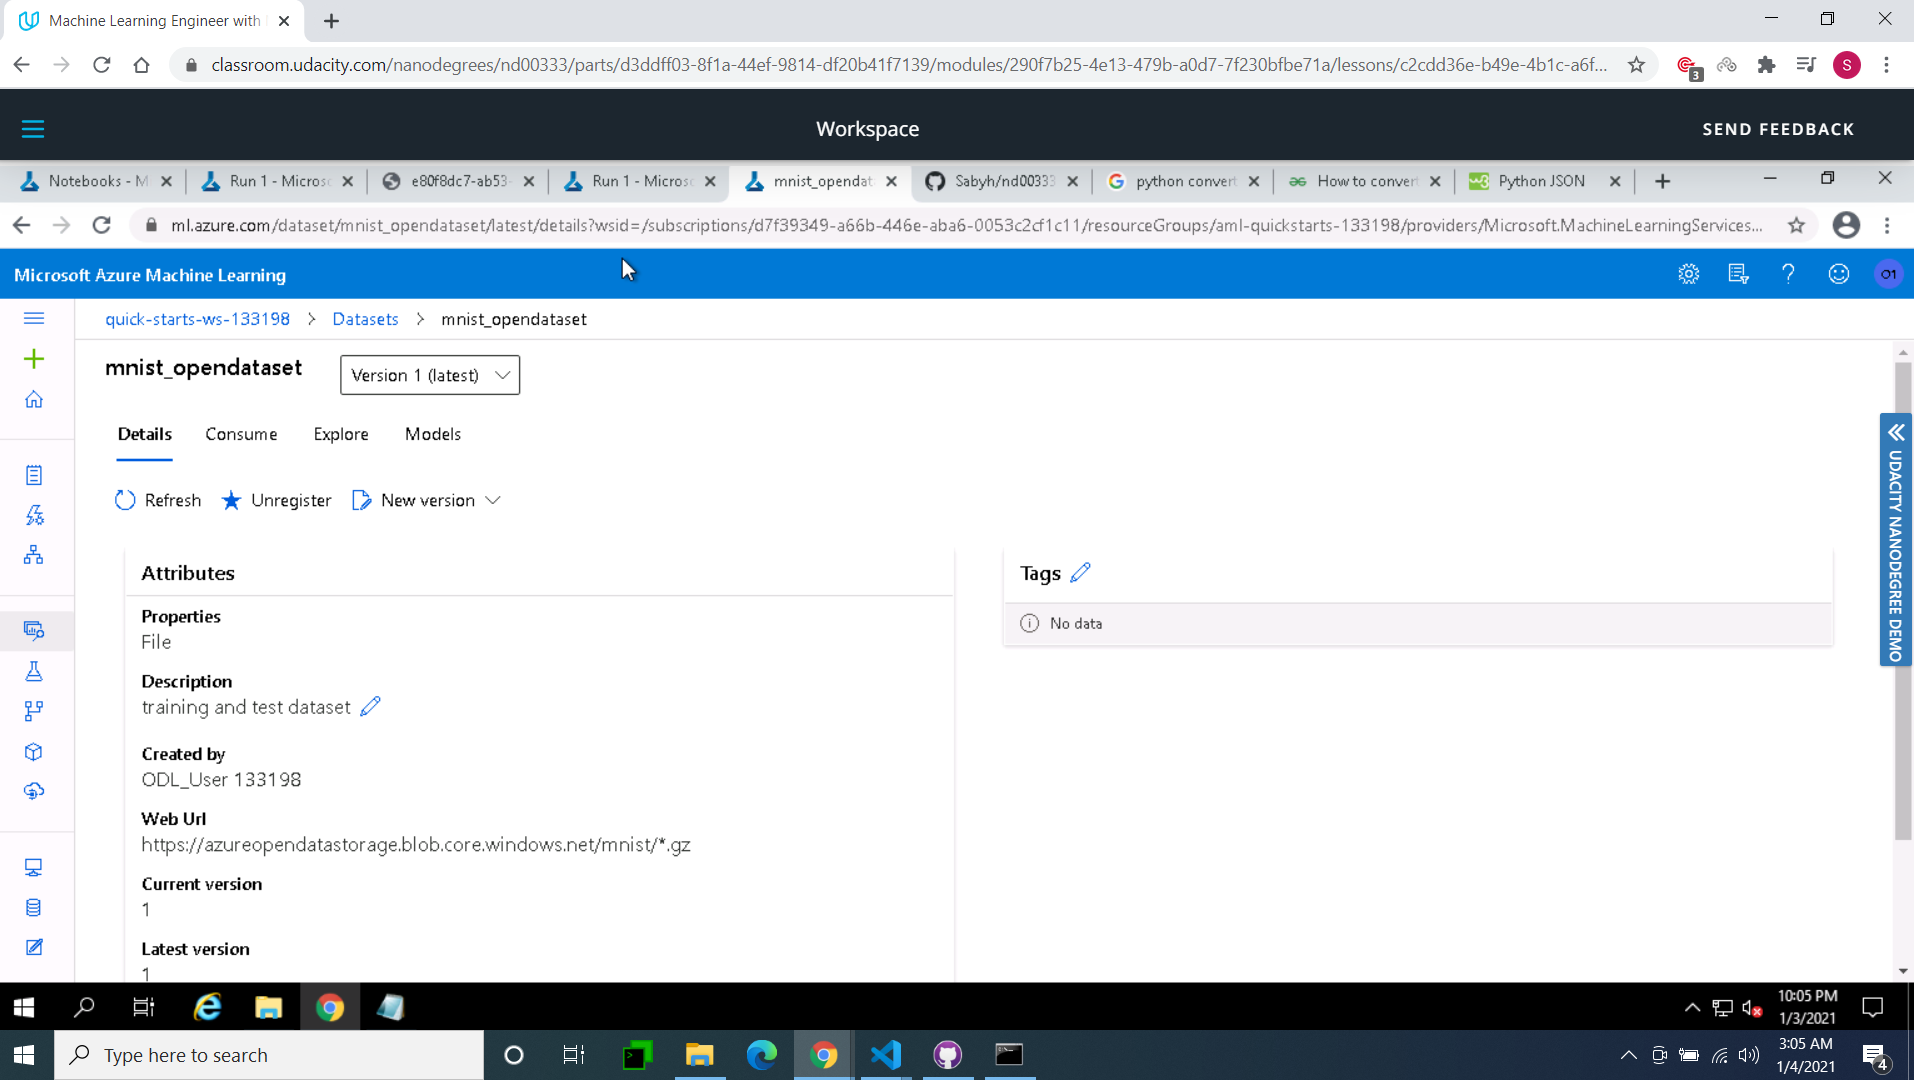 Machine Learning Engineer with
classroom.udacity.com/nanodegrees/nd00333/parts/d3ddff03-8f1a-44ef-9814-df20b41f7139/modules/290f7b25-4e13-479b-a0d7-7f230bfbe71a/lessons/c2cdd36e-b49e-4b1c-a6f...
3
S
Workspace
SEND FEEDBACK
Notebooks - M
Run 1 - Micros
e80f8dc7-ab53-
Run 1 - Micros
mnist_opendat
Sabyh/nd00333
python convert
How to convert
Python JSON
ml.azure.com/dataset/mnist_opendataset/latest/details?wsid=/subscriptions/d7f39349-a66b-446e-aba6-0053c2cf1c11/resourceGroups/aml-quickstarts-133198/providers/Microsoft.MachineLearningServices...
Microsoft Azure Machine Learning
O1
quick-starts-ws-133198 > Datasets > mnist_opendataset
mnist_opendataset
Version 1 (latest)
Details
Consume
Explore
Models
Refresh
Unregister
New version
Attributes
Properties
File
Description
training and test dataset
Created by
ODL_User 133198
Web Url
https://azureopendatastorage.blob.core.windows.net/mnist/*.gz
Current version
1
Latest version
1
Tags
No data
UDACITY NANODEGREE DEMO
10:05 PM
1/3/2021
Type here to search
3:05 AM
1/4/2021
4